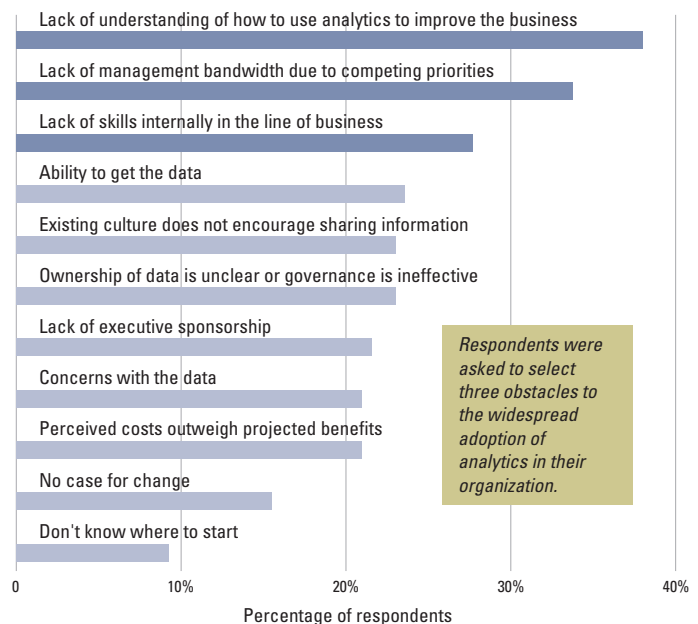 Lack of understanding of how to use analytics to improve the business
Lack of management bandwidth due to competing priorities
Lack of skills internally in the line of business
Ability to get the data
Existing culture does not encourage sharing information
Ownership of data is unclear or governance is ineffective
Lack of executive sponsorship
Concerns with the data
Perceived costs outweigh projected benefits
No case for change
Don't know where to start
Respondents were
asked to select
three obstacles to
the widespread
adoption of
analytics in their
organization.
0 10% 20% 30% 40%
Percentage of respondents